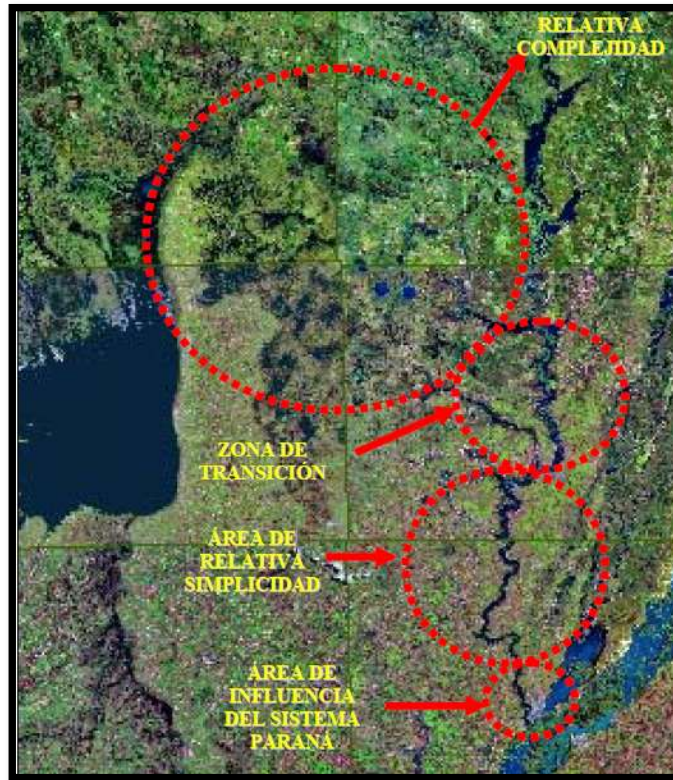 RELATIVA
COMPLEJIDAD
ZONA DE
TRANSICIÓN
ÁREA DE
RELATIVA
SIMPLICIDAD
ÁREA DE
INFLUENCIA
DEL SISTEMA
PARANÁ